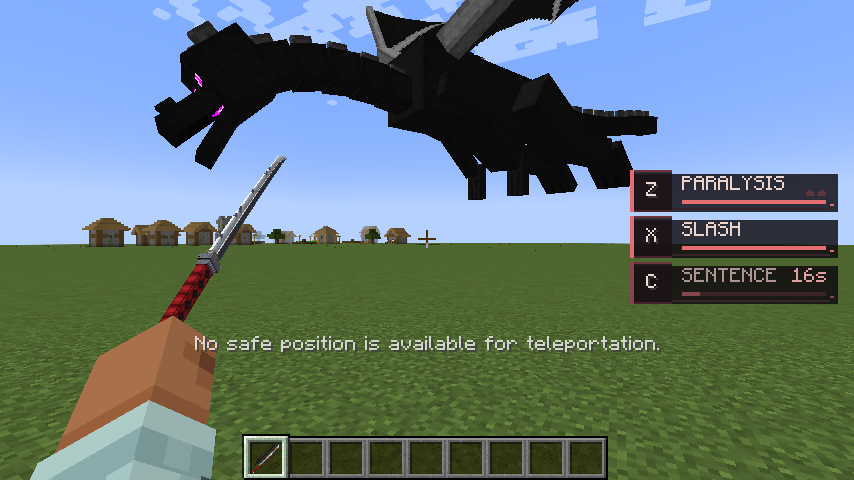 Z PARALYSIS
X SLASH
C SENTENCE 16s
No safe position is available for teleportation.